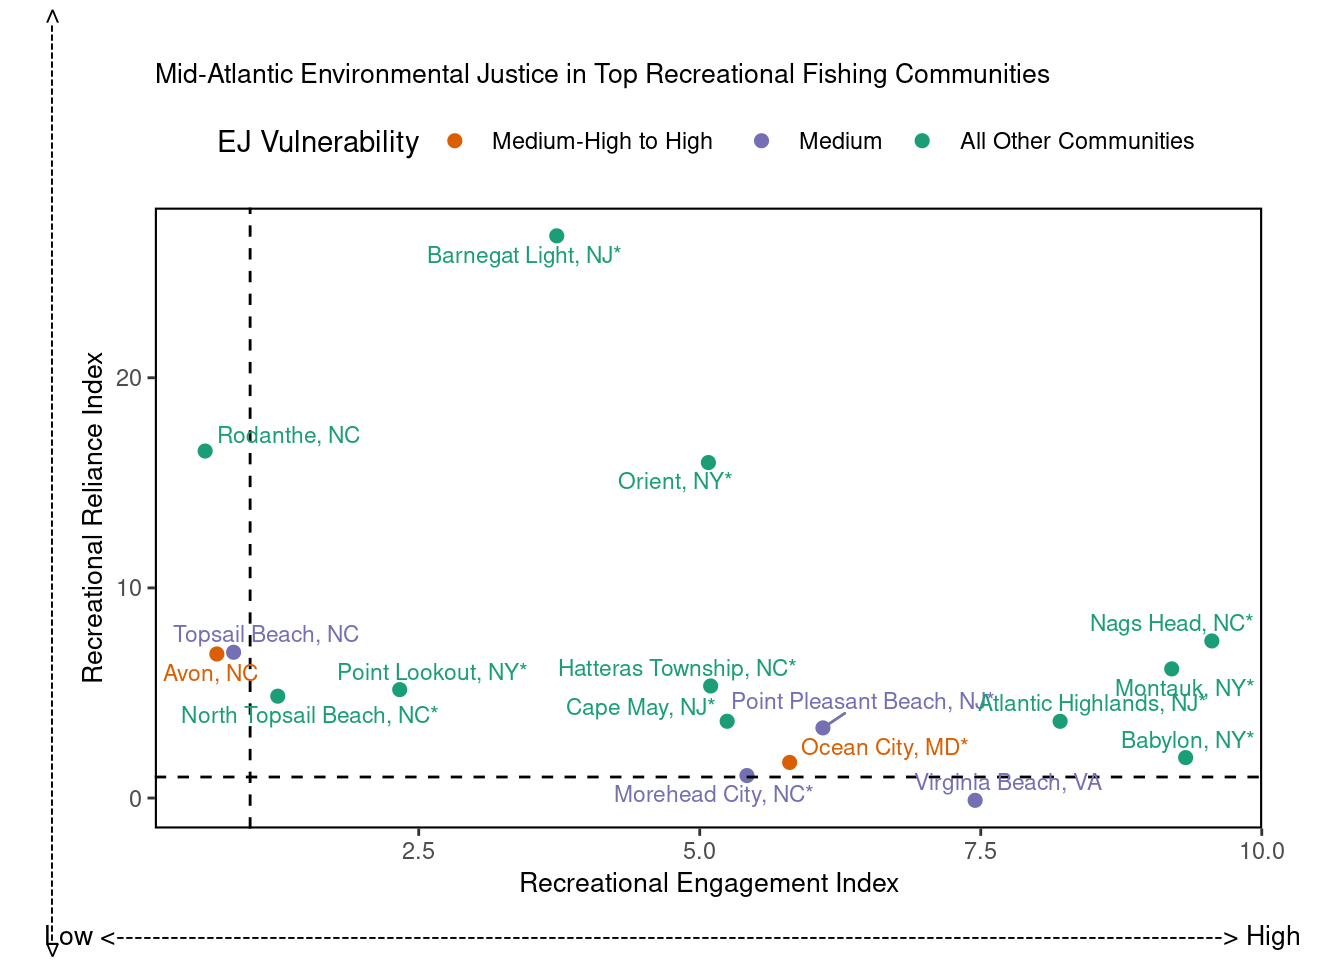 Mid-Atlantic Environmental Justice in Top Recreational Fishing Communities
EJ Vulnerability Medium-High to High Medium All Other Communities
Barnegat Light, NJ*
Rodanthe, NC
Orient, NY*
Nags Head, NC*
Topsail Beach, NC
Avon, NC
Point Lookout, NY*
Hatteras Township, NC*
Montauk, NY*
North Topsail Beach, NC*
Cape May, NJ*
Point Pleasant Beach, NJ*
Atlantic Highlands, NJ*
Ocean City, MD*
Babylon, NY*
Morehead City, NC*
Virginia Beach, VA
20
10
0
Recreational Reliance Index
2.5 5.0 7.5 10.0
Recreational Engagement Index
Low <----------> High